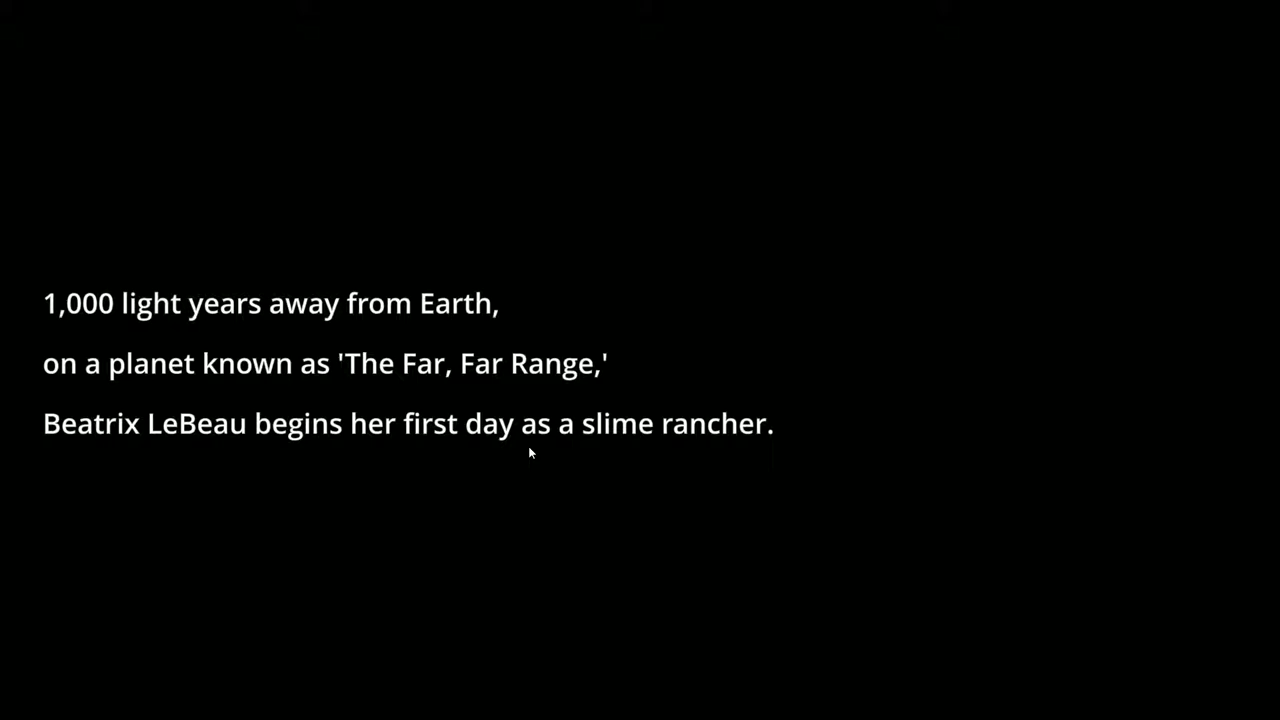 1,000 light years away from Earth,
on a planet known as 'The Far, Far Range,'
Beatrix LeBeau begins her first day as a slime rancher.